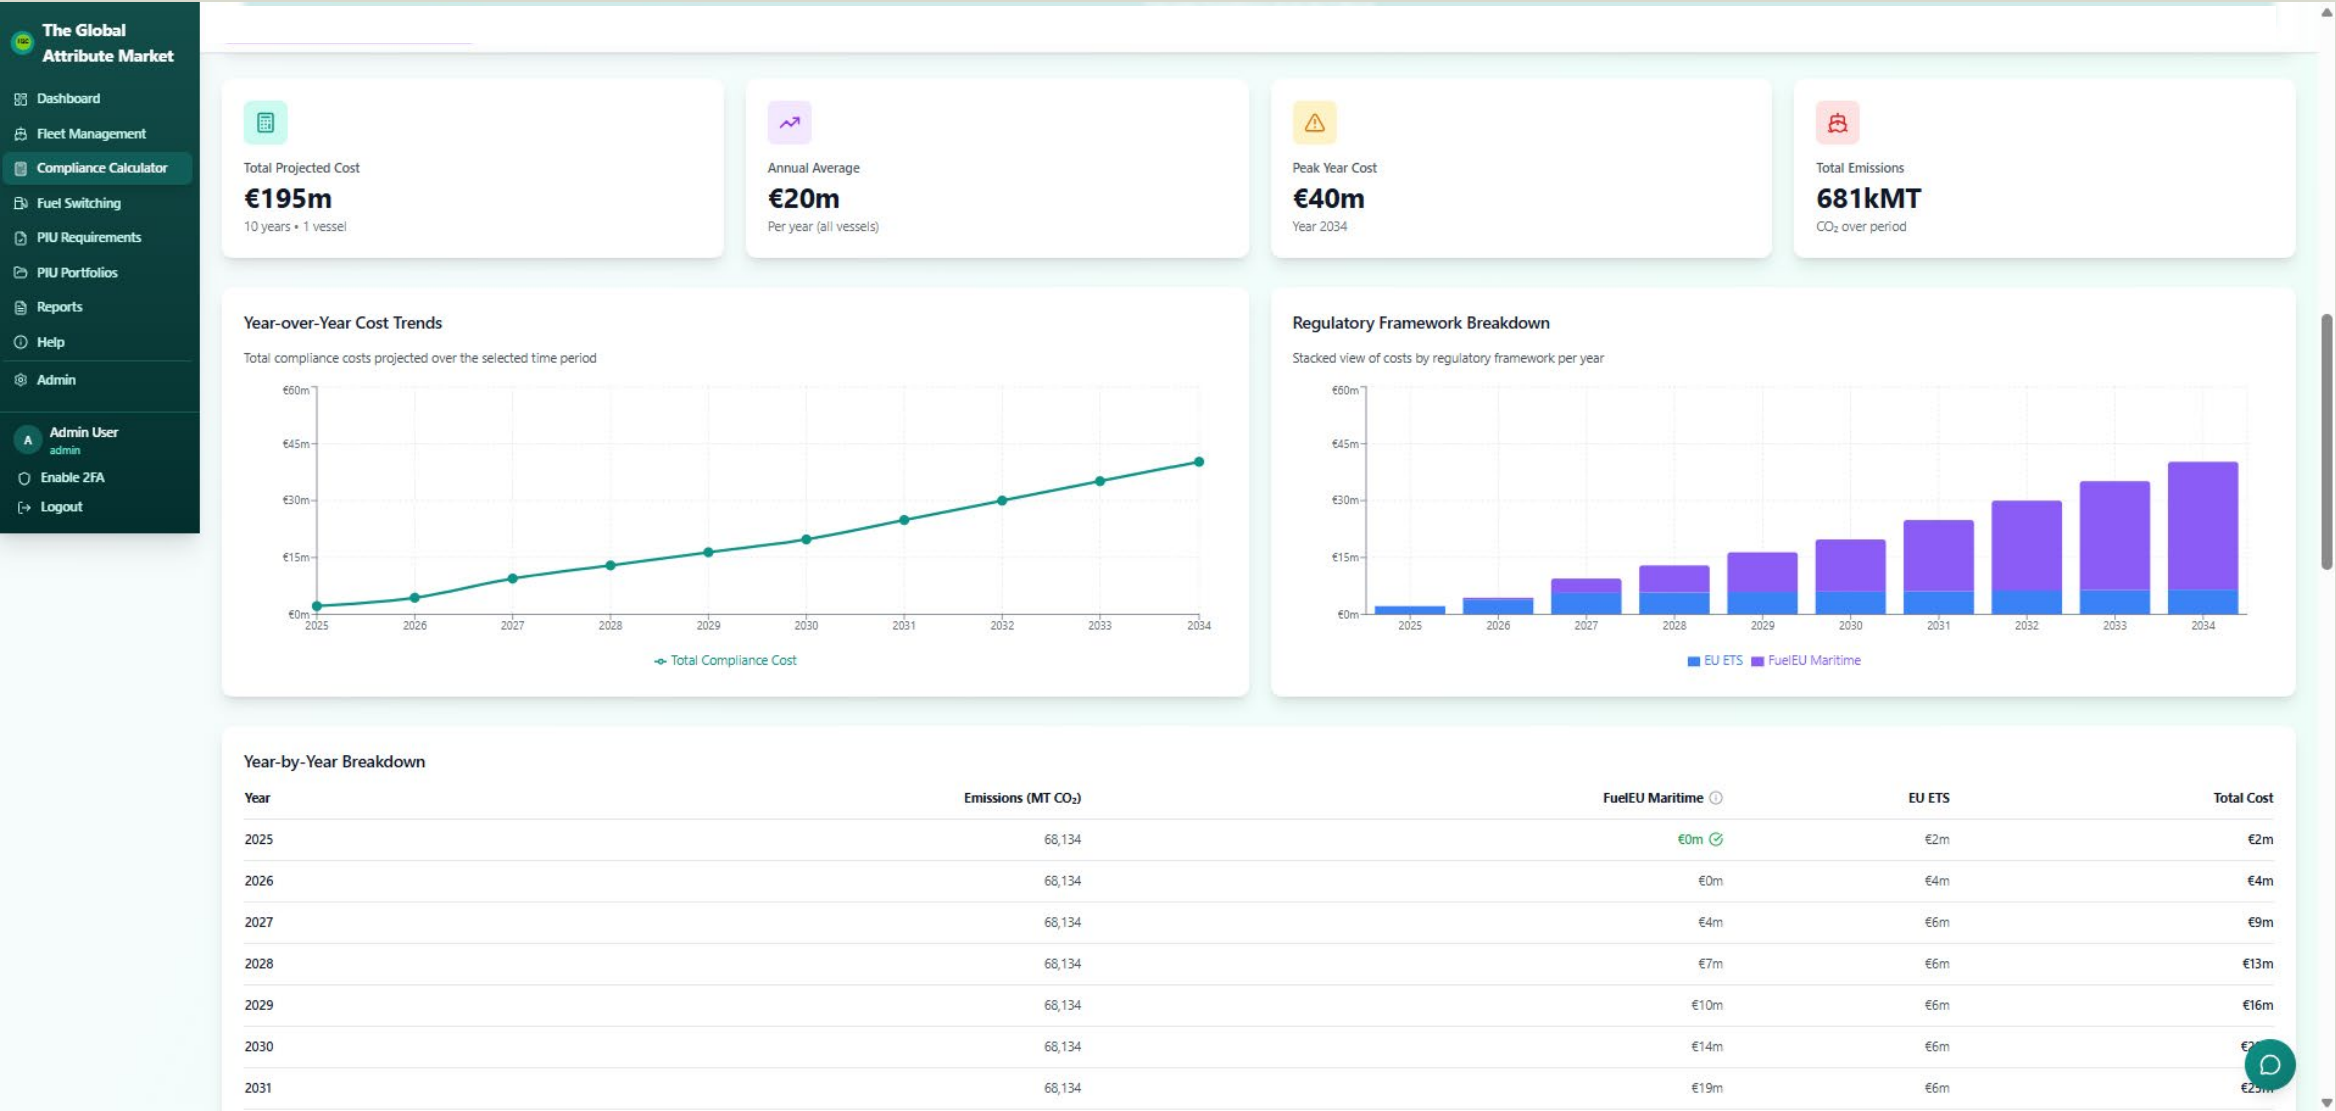 The Global
Attribute Market
Dashboard
Fleet Management
Compliance Calculator
Fuel Switching
PIU Requirements
PIU Portfolios
Reports
Help
Admin
A
Admin User
admin
Enable 2FA
Logout
Total Projected Cost
€195m
10 years • 1 vessel
Annual Average
€20m
Per year (all vessels)
Peak Year Cost
€40m
Year 2034
Total Emissions
681kMT
CO₂ over period
Year-over-Year Cost Trends
Total compliance costs projected over the selected time period
€60m
€45m
€30m
€15m
€0m
2025 2026 2027 2028 2029 2030 2031 2032 2033 2034
Total Compliance Cost
Regulatory Framework Breakdown
Stacked view of costs by regulatory framework per year
€60m
€45m
€30m
€15m
€0m
2025 2026 2027 2028 2029 2030 2031 2032 2033 2034
EU ETS FuelEU Maritime
Year-by-Year Breakdown
Year Emissions (MT CO₂) FuelEU Maritime EU ETS Total Cost
2025 68,134 €0m €2m €2m
2026 68,134 €0m €4m €4m
2027 68,134 €4m €6m €9m
2028 68,134 €7m €6m €13m
2029 68,134 €10m €6m €16m
2030 68,134 €14m €6m
2031 68,134 €19m €6m